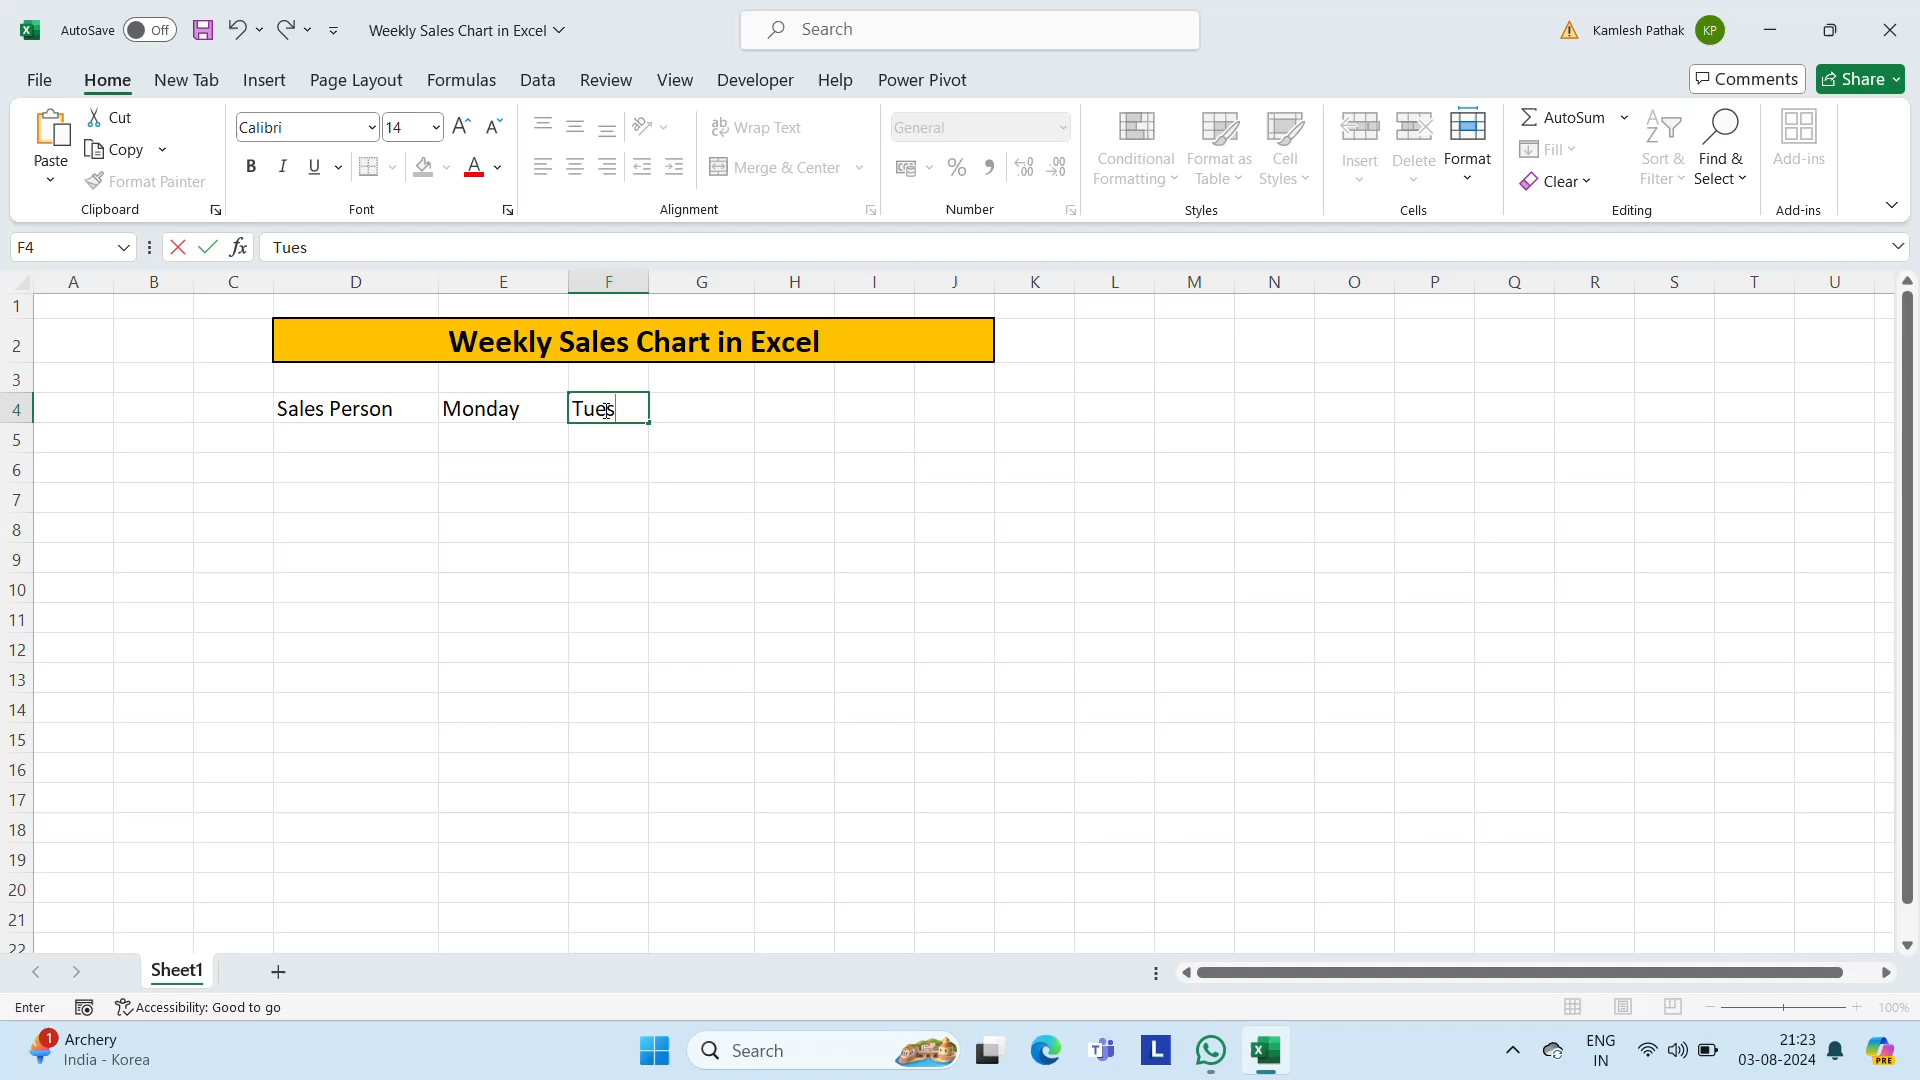 AutoSave Off Weekly Sales Chart in Excel Search Kamlesh Pathak KP
File Home New Tab Insert Page Layout Formulas Data Review View Developer Help Power Pivot Comments Share
Paste Cut Copy Format Painter Clipboard
Calibri 14 B I U A Font
Wrap Text Merge & Center Alignment
General % Number
Conditional Formatting Format as Table Cell Styles Styles
Insert Delete Format Cells
AutoSum Fill Clear Sort & Filter Find & Select Editing
Add-ins Add-ins
F4 fx Tues
A B C D E F G H I J K L M N O P Q R S T U
1
2 Weekly Sales Chart in Excel
3
4 Sales Person Monday Tues
5
6
7
8
9
10
11
12
13
14
15
16
17
18
19
20
21
22
Sheet1
Enter Accessibility: Good to go 100%
1 Archery Search L ENG 21:23
India - Korea IN 03-08-2024 PRE